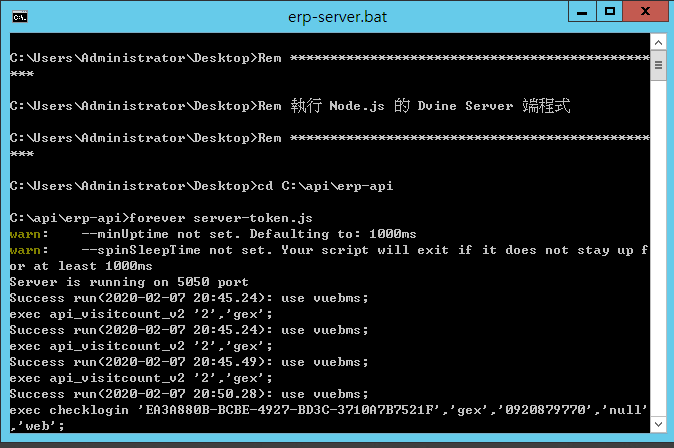 erp-server.bat
C:\Users\Administrator\Desktop>Rem *********************************************
***
C:\Users\Administrator\Desktop>Rem 執行 Node.js 的 Dvine Server 端程式
C:\Users\Administrator\Desktop>Rem *********************************************
***
C:\Users\Administrator\Desktop>cd C:\api\erp-api
C:\api\erp-api>forever server-token.js
warn:    --minUptime not set. Defaulting to: 1000ms
warn:    --spinSleepTime not set. Your script will exit if it does not stay up f
or at least 1000ms
Server is running on 5050 port
Success run(2020-02-07 20:45.24): use vuebms;
exec api_visitcount_v2 '2','gex';
Success run(2020-02-07 20:45.24): use vuebms;
exec api_visitcount_v2 '2','gex';
Success run(2020-02-07 20:45.49): use vuebms;
exec api_visitcount_v2 '2','gex';
Success run(2020-02-07 20:50.28): use vuebms;
exec checklogin 'EA3A880B-BCBE-4927-BD3C-3710A7B7521F','gex','0920879770','null'
,'web';